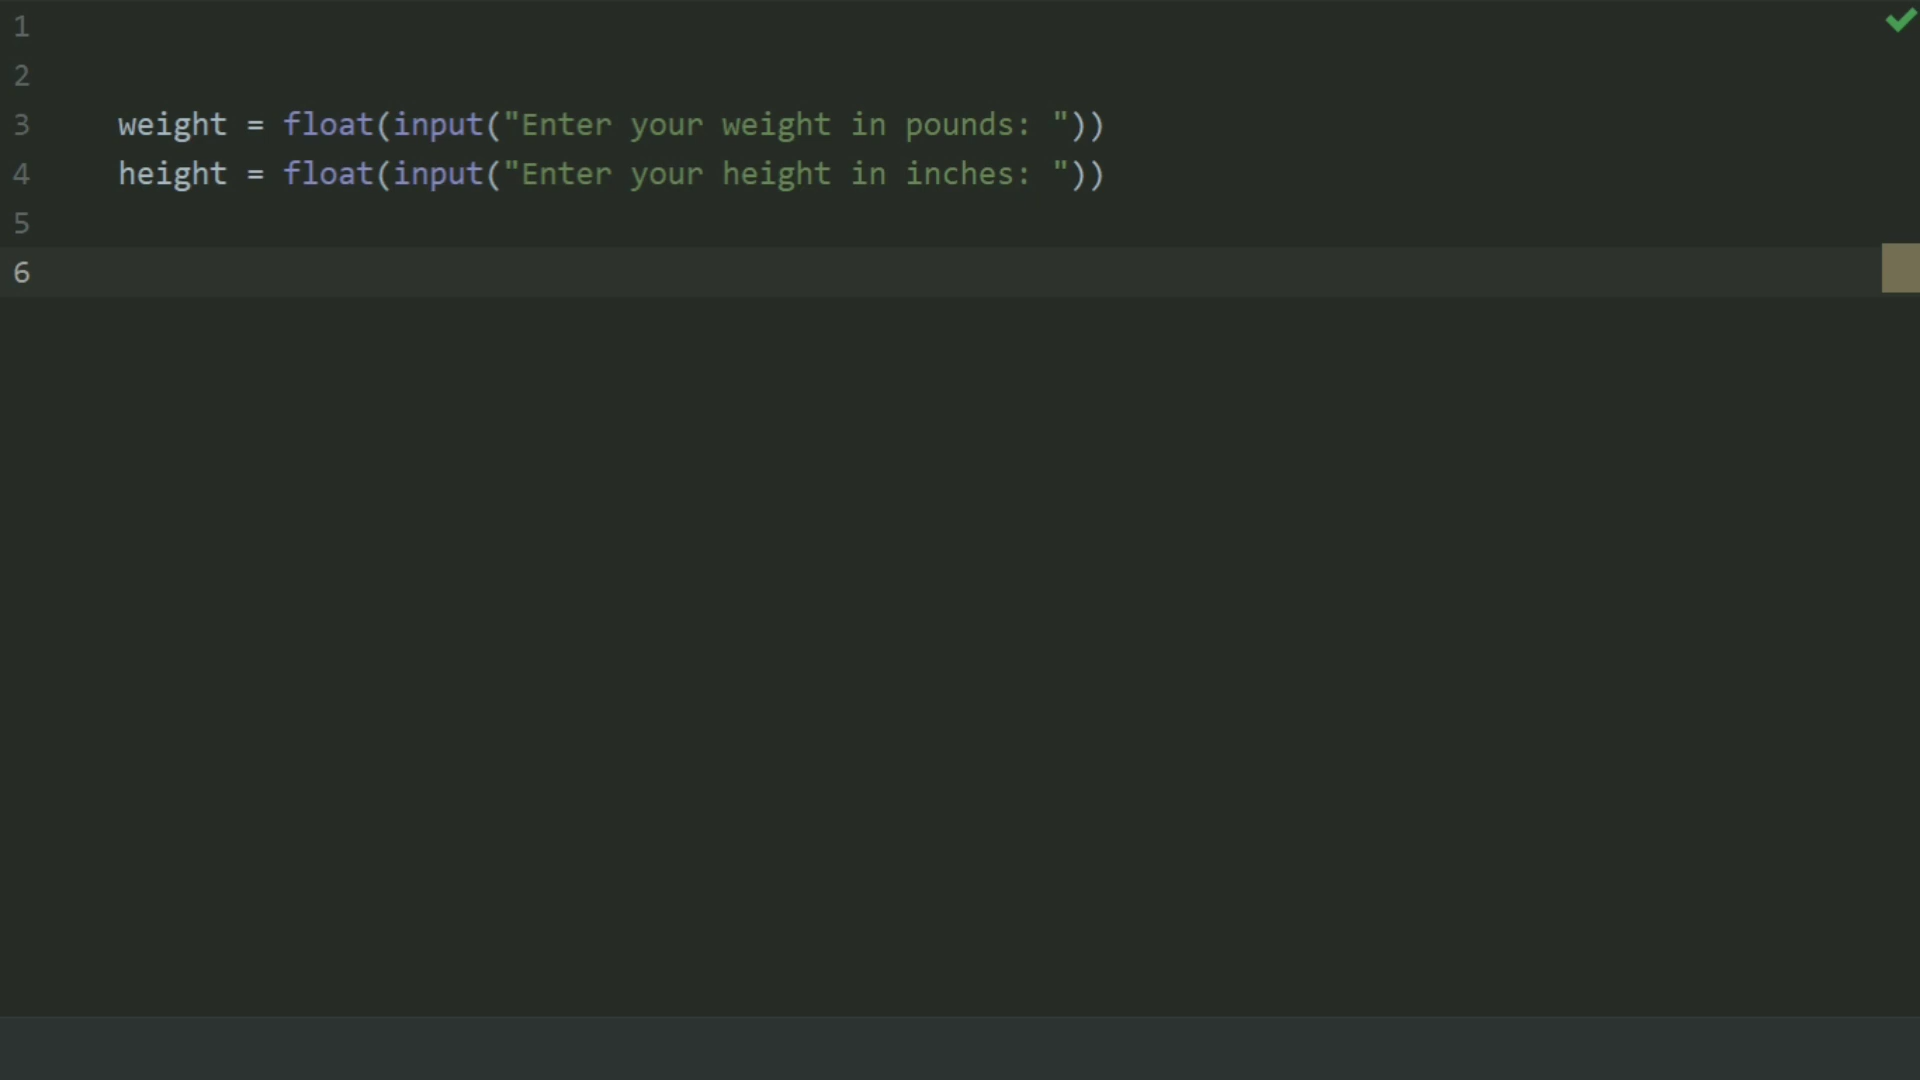 1
2
3 weight = float(input("Enter your weight in pounds: "))
4 height = float(input("Enter your height in inches: "))
5
6